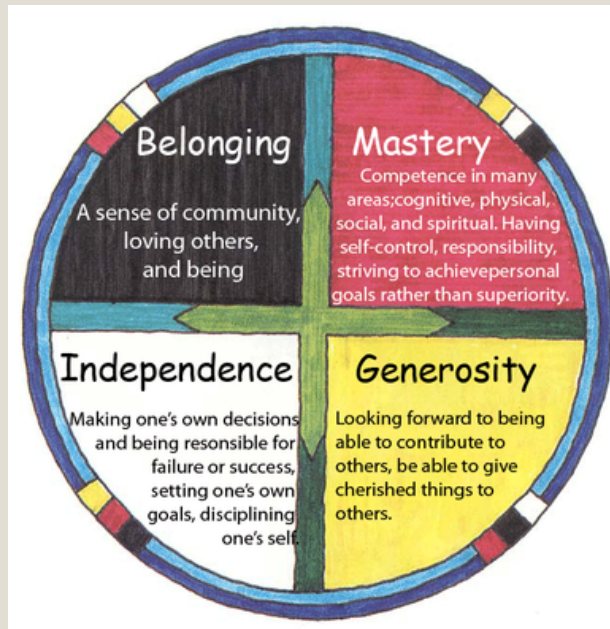 Belonging
A sense of community,
loving others,
and being
Mastery
Competence in many
areas;cognitive, physical,
social, and spiritual. Having
self-control, responsibility,
striving to achievepersonal
goals rather than superiority.
Independence
Making one's own decisions
and being resonsible for
failure or success,
setting one's own
goals, disciplining
one's self.
Generosity
Looking forward to being
able to contribute to
others, be able to give
cherished things to
others.